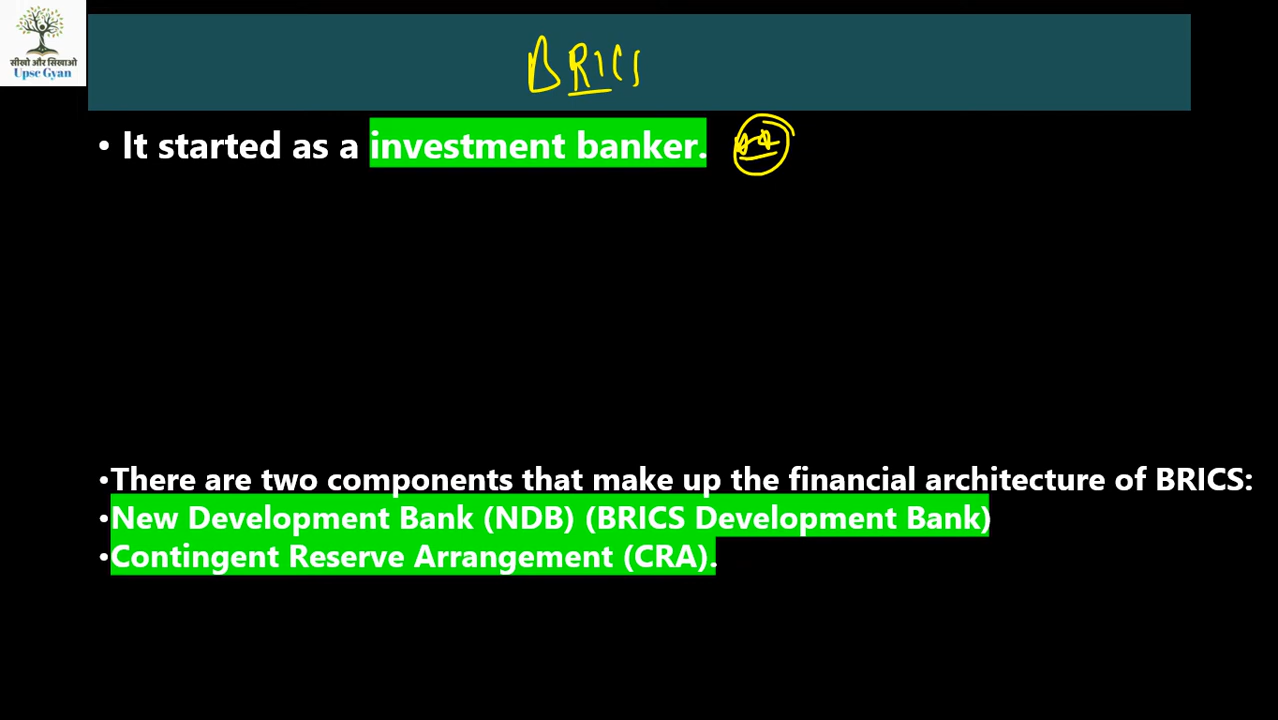 सीखो और सिखाओ
Upsc Gyan
BRICS
• It started as a investment banker.
•There are two components that make up the financial architecture of BRICS:
•New Development Bank (NDB) (BRICS Development Bank)
•Contingent Reserve Arrangement (CRA).